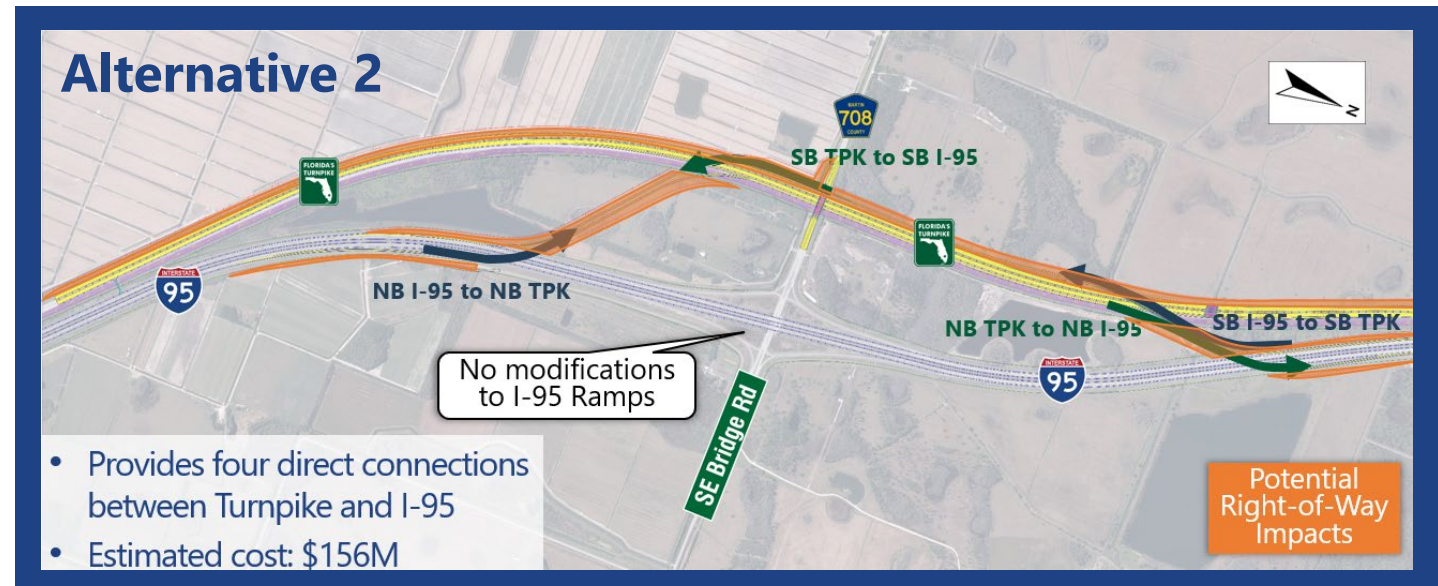 Alternative 2
N
MARTIN
708
COUNTY
SB TPK to SB I-95
FLORIDA'S
TURNPIKE
FLORIDA'S
TURNPIKE
INTERSTATE
95
NB I-95 to NB TPK
NB TPK to NB I-95
SB I-95 to SB TPK
No modifications
to I-95 Ramps
INTERSTATE
95
SE Bridge Rd
• Provides four direct connections
between Turnpike and I-95
• Estimated cost: $156M
Potential
Right-of-Way
Impacts